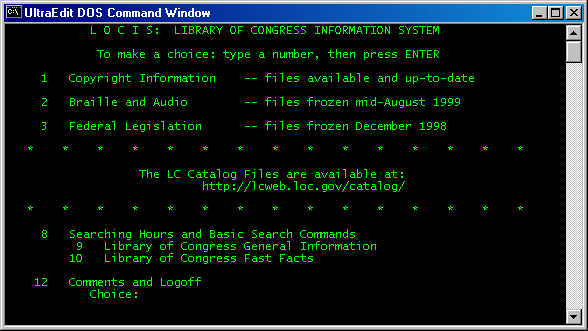 UltraEdit DOS Command Window
L O C I S: LIBRARY OF CONGRESS INFORMATION SYSTEM
To make a choice: type a number, then press ENTER
1 Copyright Information -- files available and up-to-date
2 Braille and Audio -- files frozen mid-August 1999
3 Federal Legislation -- files frozen December 1998
* * * * * * * * * * * * * * *
The LC Catalog Files are available at:
http://lcweb.loc.gov/catalog/
* * * * * * * * * * * * * * *
8 Searching Hours and Basic Search Commands
9 Library of Congress General Information
10 Library of Congress Fast Facts
12 Comments and Logoff
Choice: